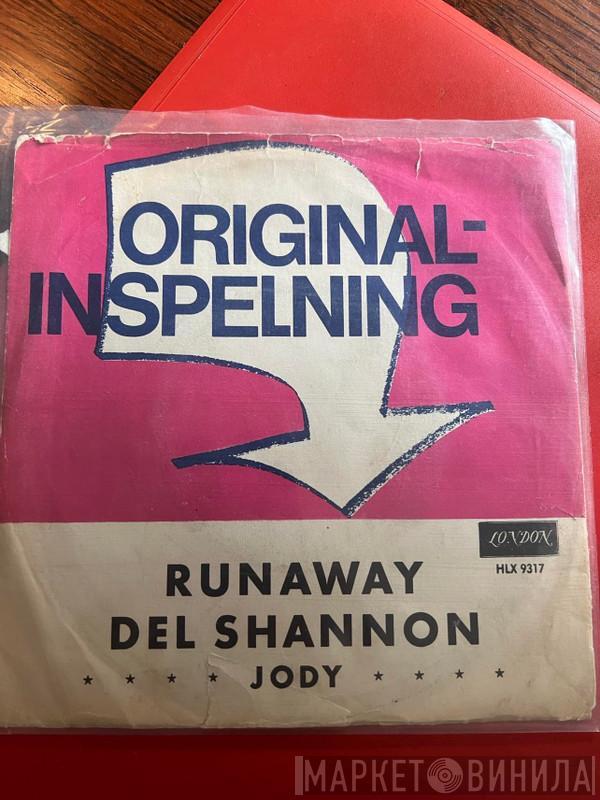 ORIGINAL-
INSPELNING
LONDON
HLX 9317
RUNAWAY
DEL SHANNON
★ ★ ★ ★ JODY ★ ★ ★ ★
МАРКЕТ ВИНИЛА